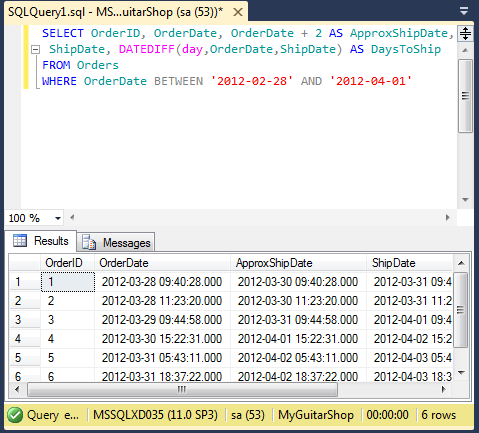 SQLQuery1.sql - MS...uitarShop (sa (53))* ×
SELECT OrderID, OrderDate, OrderDate + 2 AS ApproxShipDate,
ShipDate, DATEDIFF(day,OrderDate,ShipDate) AS DaysToShip
FROM Orders
WHERE OrderDate BETWEEN '2012-02-28' AND '2012-04-01'
100 %
Results Messages
OrderID OrderDate ApproxShipDate ShipDate
1 1 2012-03-28 09:40:28.000 2012-03-30 09:40:28.000 2012-03-31 09:4
2 2 2012-03-28 11:23:20.000 2012-03-30 11:23:20.000 2012-03-31 11:2
3 3 2012-03-29 09:44:58.000 2012-03-31 09:44:58.000 2012-04-01 09:4
4 4 2012-03-30 15:22:31.000 2012-04-01 15:22:31.000 2012-04-02 15:2
5 5 2012-03-31 05:43:11.000 2012-04-02 05:43:11.000 2012-04-03 05:4
6 6 2012-03-31 18:37:22.000 2012-04-02 18:37:22.000 2012-04-03 18:3
Query e... MSSQLXD035 (11.0 SP3) sa (53) MyGuitarShop 00:00:00 6 rows